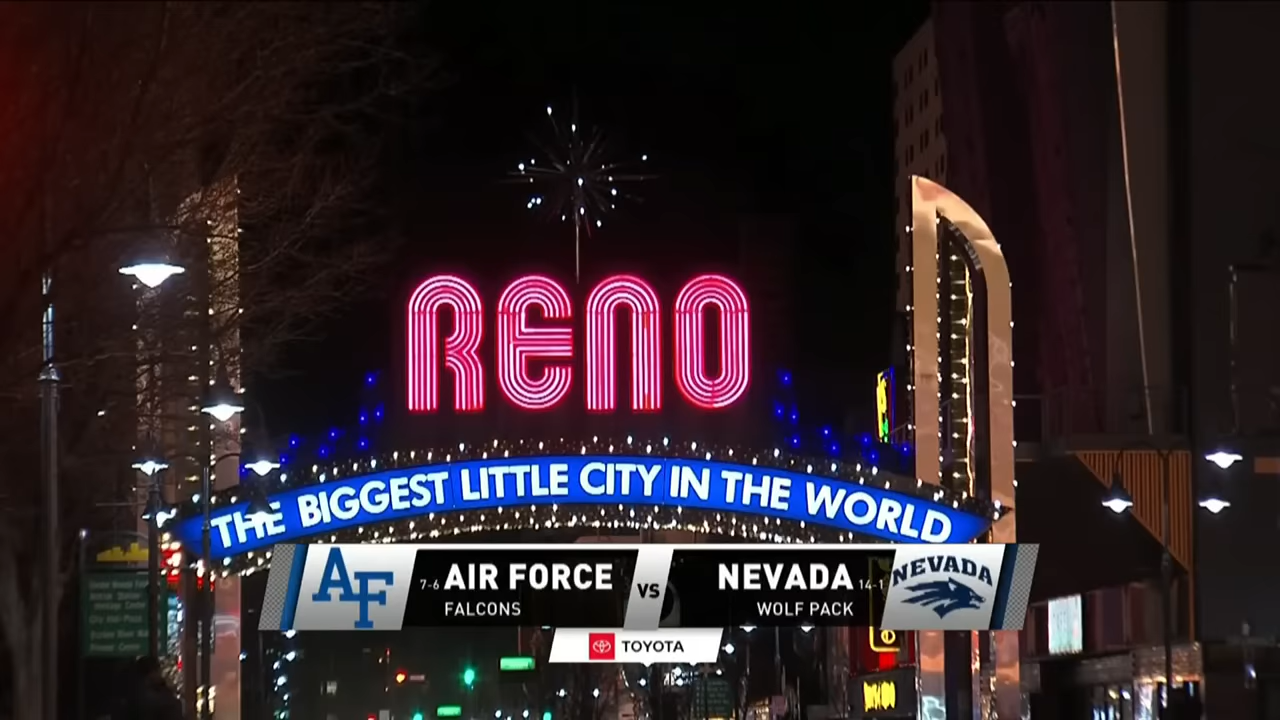 RENO
THE BIGGEST LITTLE CITY IN THE WORLD
AF
7-6 AIR FORCE
FALCONS
VS
NEVADA 14-1
WOLF PACK
NEVADA
TOYOTA